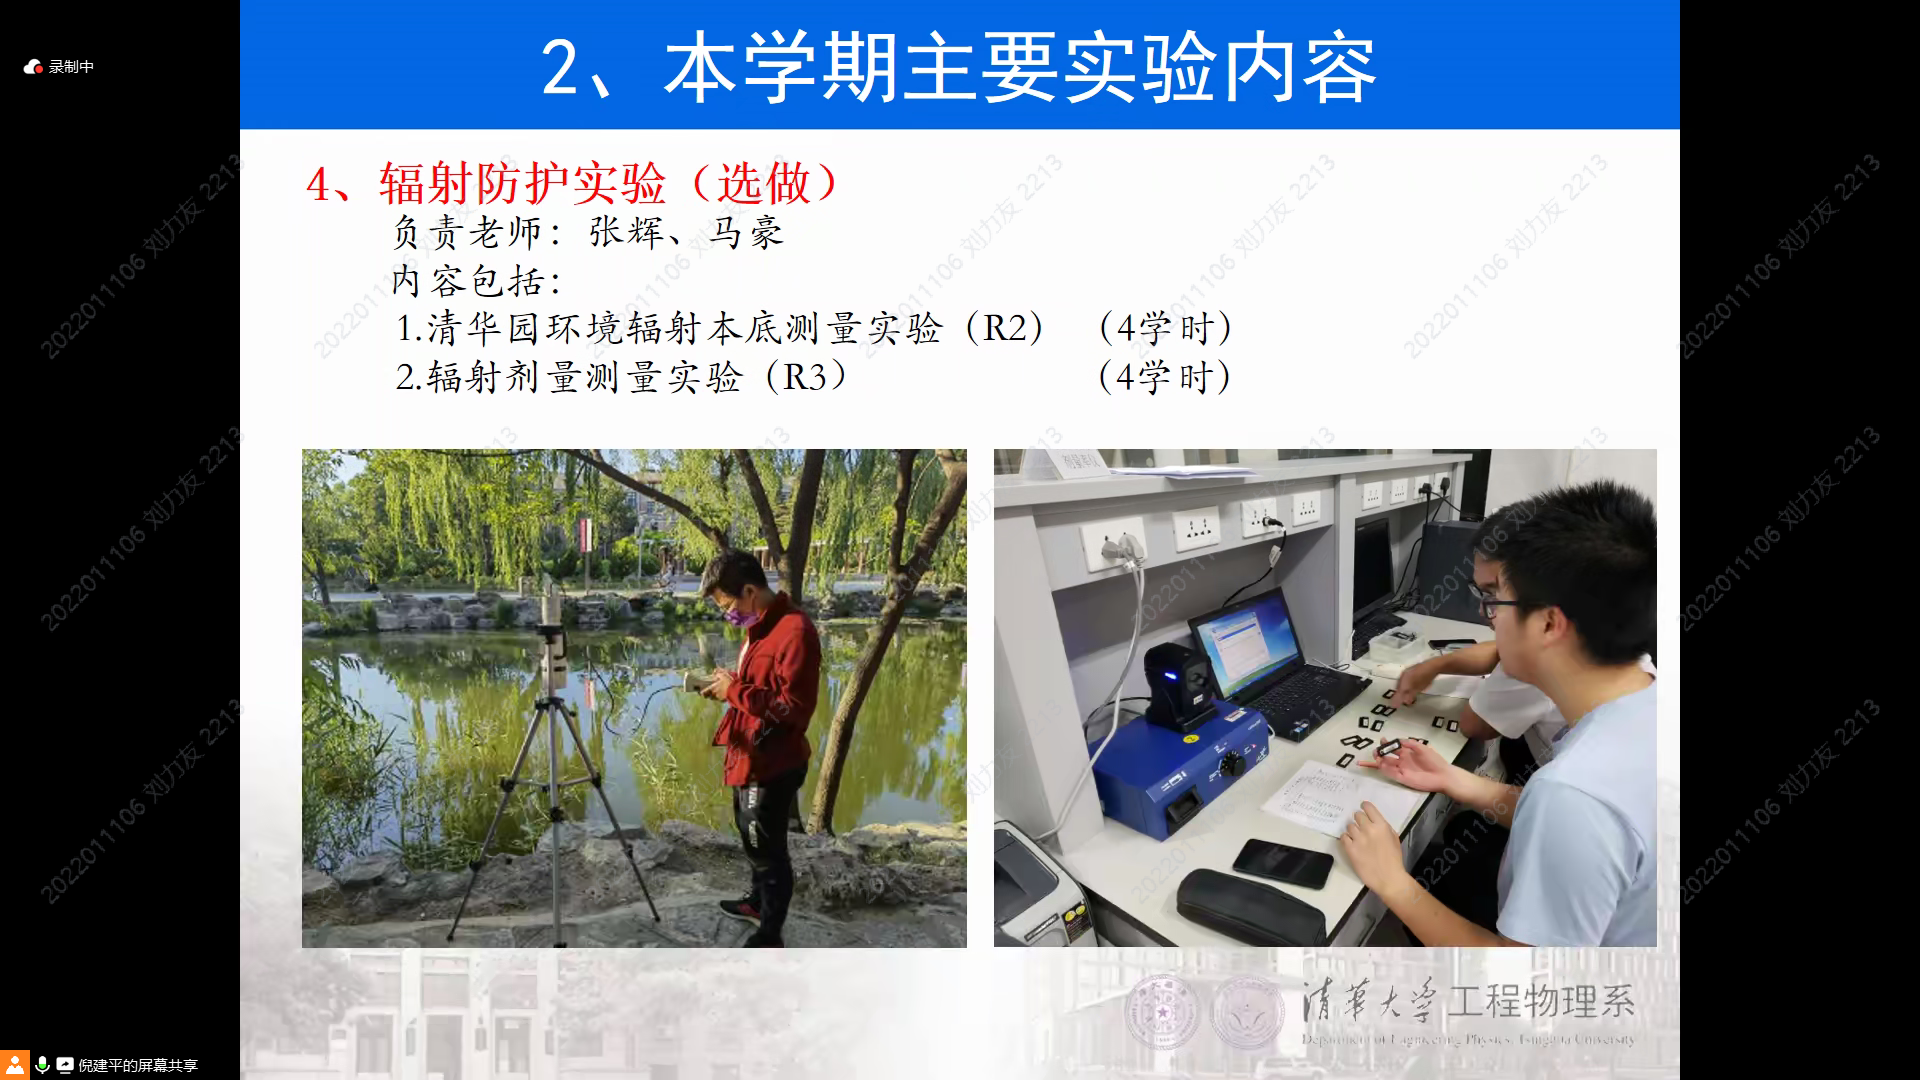 录制中
2、本学期主要实验内容
4、辐射防护实验（选做）
负责老师：张辉、马豪
内容包括：
1.清华园环境辐射本底测量实验（R2）（4学时）
2.辐射剂量测量实验（R3）（4学时）
清华大学 工程物理系
Department of Engineering Physics, Tsinghua University
倪建平的屏幕共享
2022011106 刘力友 2213